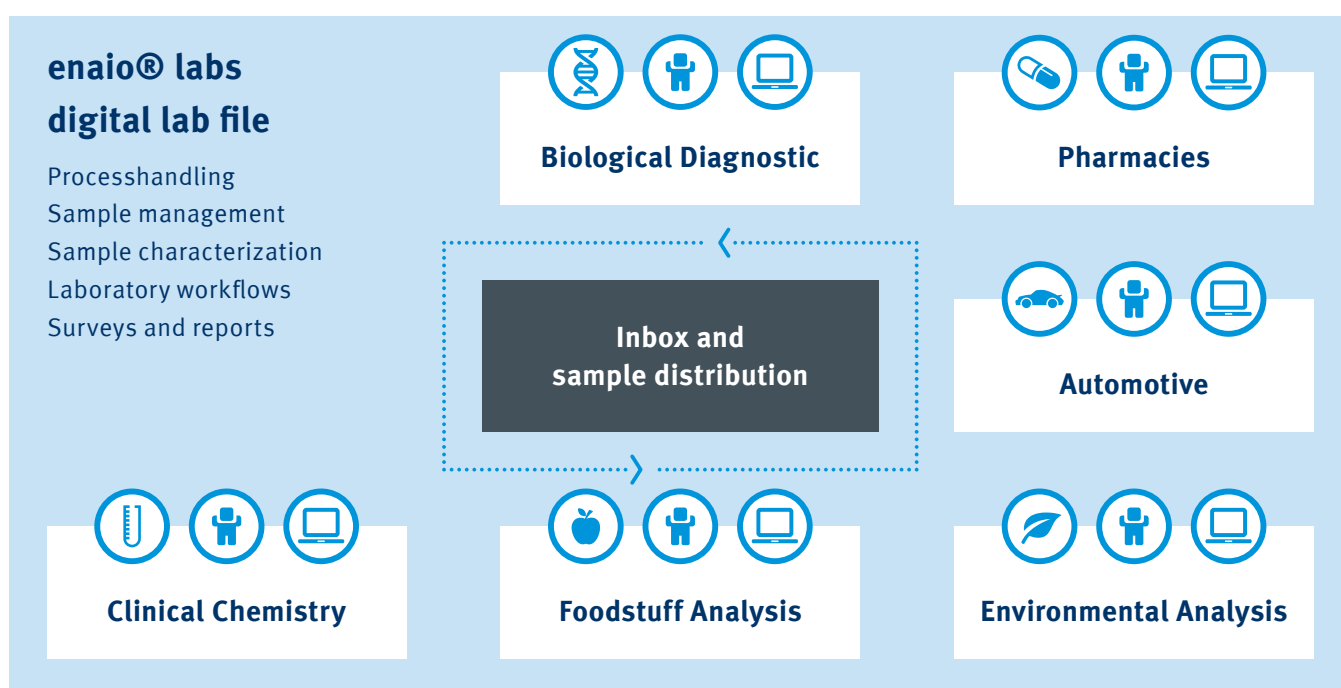 enaio® labs
digital lab file
Processhandling
Sample management
Sample characterization
Laboratory workflows
Surveys and reports
Biological Diagnostic
Pharmacies
Inbox and
sample distribution
Automotive
Clinical Chemistry
Foodstuff Analysis
Environmental Analysis